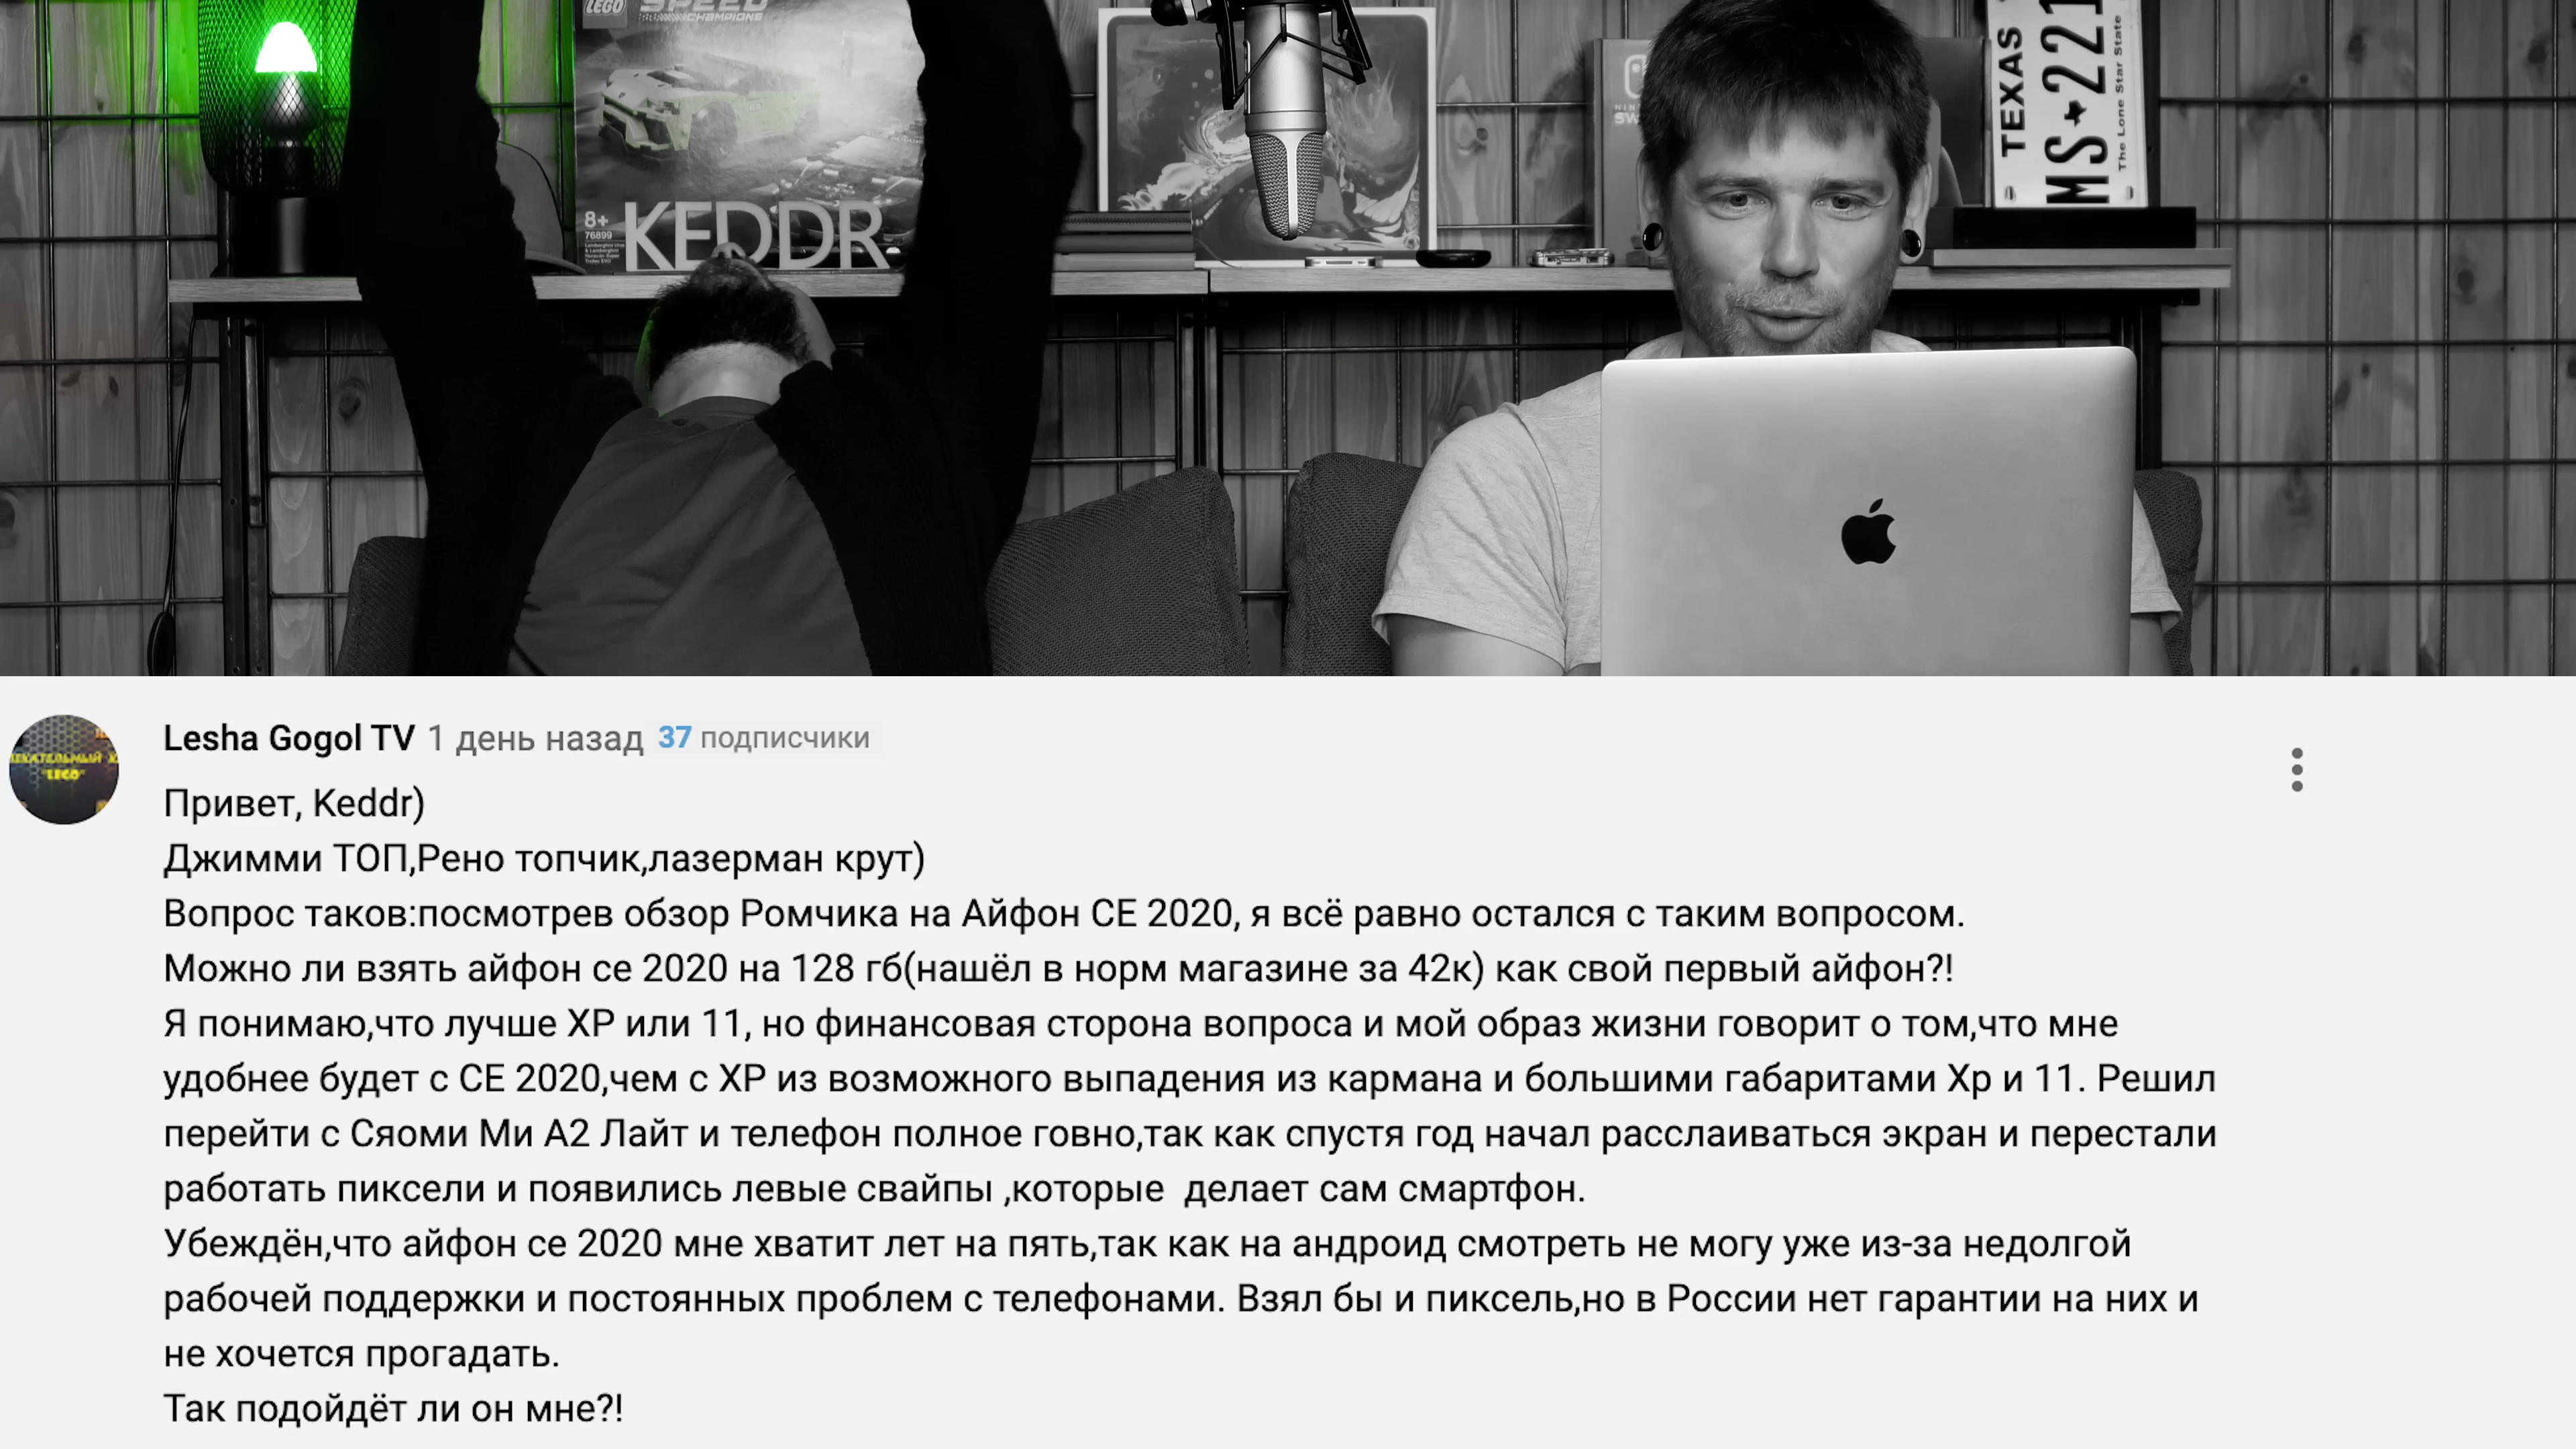 LEGO SPEED
CHAMPIONS
8+
76899
KEDDR
TEXAS
MS 221
The Lone Star State
Lesha Gogol TV 1 день назад 37 подписчики
Привет, Keddr)
Джимми ТОП,Рено топчик,лазерман крут)
Вопрос таков:посмотрев обзор Ромчика на Айфон СЕ 2020, я всё равно остался с таким вопросом.
Можно ли взять айфон се 2020 на 128 гб(нашёл в норм магазине за 42к) как свой первый айфон?!
Я понимаю,что лучше ХР или 11, но финансовая сторона вопроса и мой образ жизни говорит о том,что мне
удобнее будет с СЕ 2020,чем с ХР из возможного выпадения из кармана и большими габаритами Хр и 11. Решил
перейти с Сяоми Ми А2 Лайт и телефон полное говно,так как спустя год начал расслаиваться экран и перестали
работать пиксели и появились левые свайпы ,которые  делает сам смартфон.
Убеждён,что айфон се 2020 мне хватит лет на пять,так как на андроид смотреть не могу уже из-за недолгой
рабочей поддержки и постоянных проблем с телефонами. Взял бы и пиксель,но в России нет гарантии на них и
не хочется прогадать.
Так подойдёт ли он мне?!